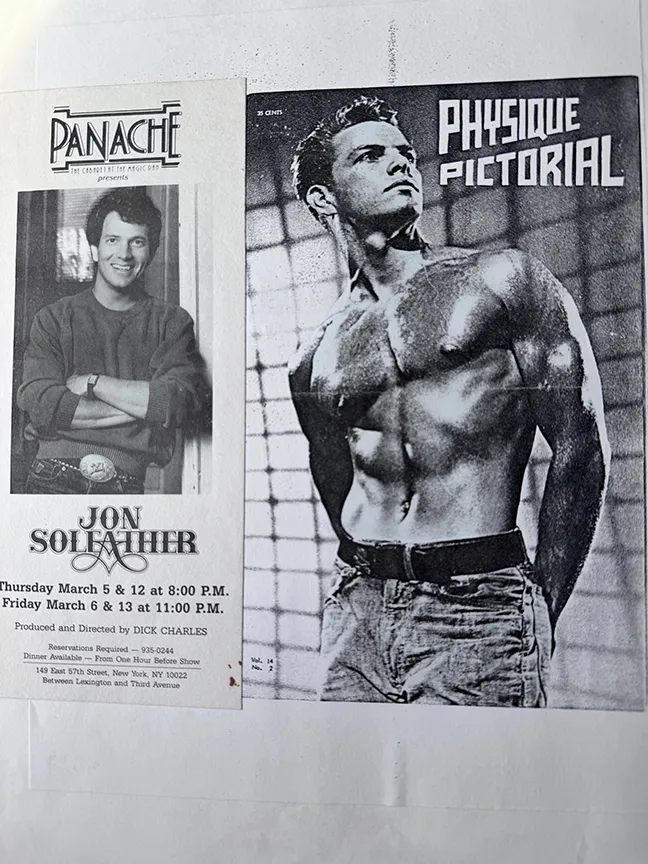 PANACHE
THE CABARET AT THE MAGIC PAN
presents
JON
SOLFATHER
Thursday March 5 & 12 at 8:00 P.M.
Friday March 6 & 13 at 11:00 P.M.
Produced and Directed by DICK CHARLES
Reservations Required — 935-0244
Dinner Available — From One Hour Before Show
149 East 57th Street, New York, NY 10022
Between Lexington and Third Avenue
35 CENTS
PHYSIQUE
PICTORIAL
Vol. 14
No. 2